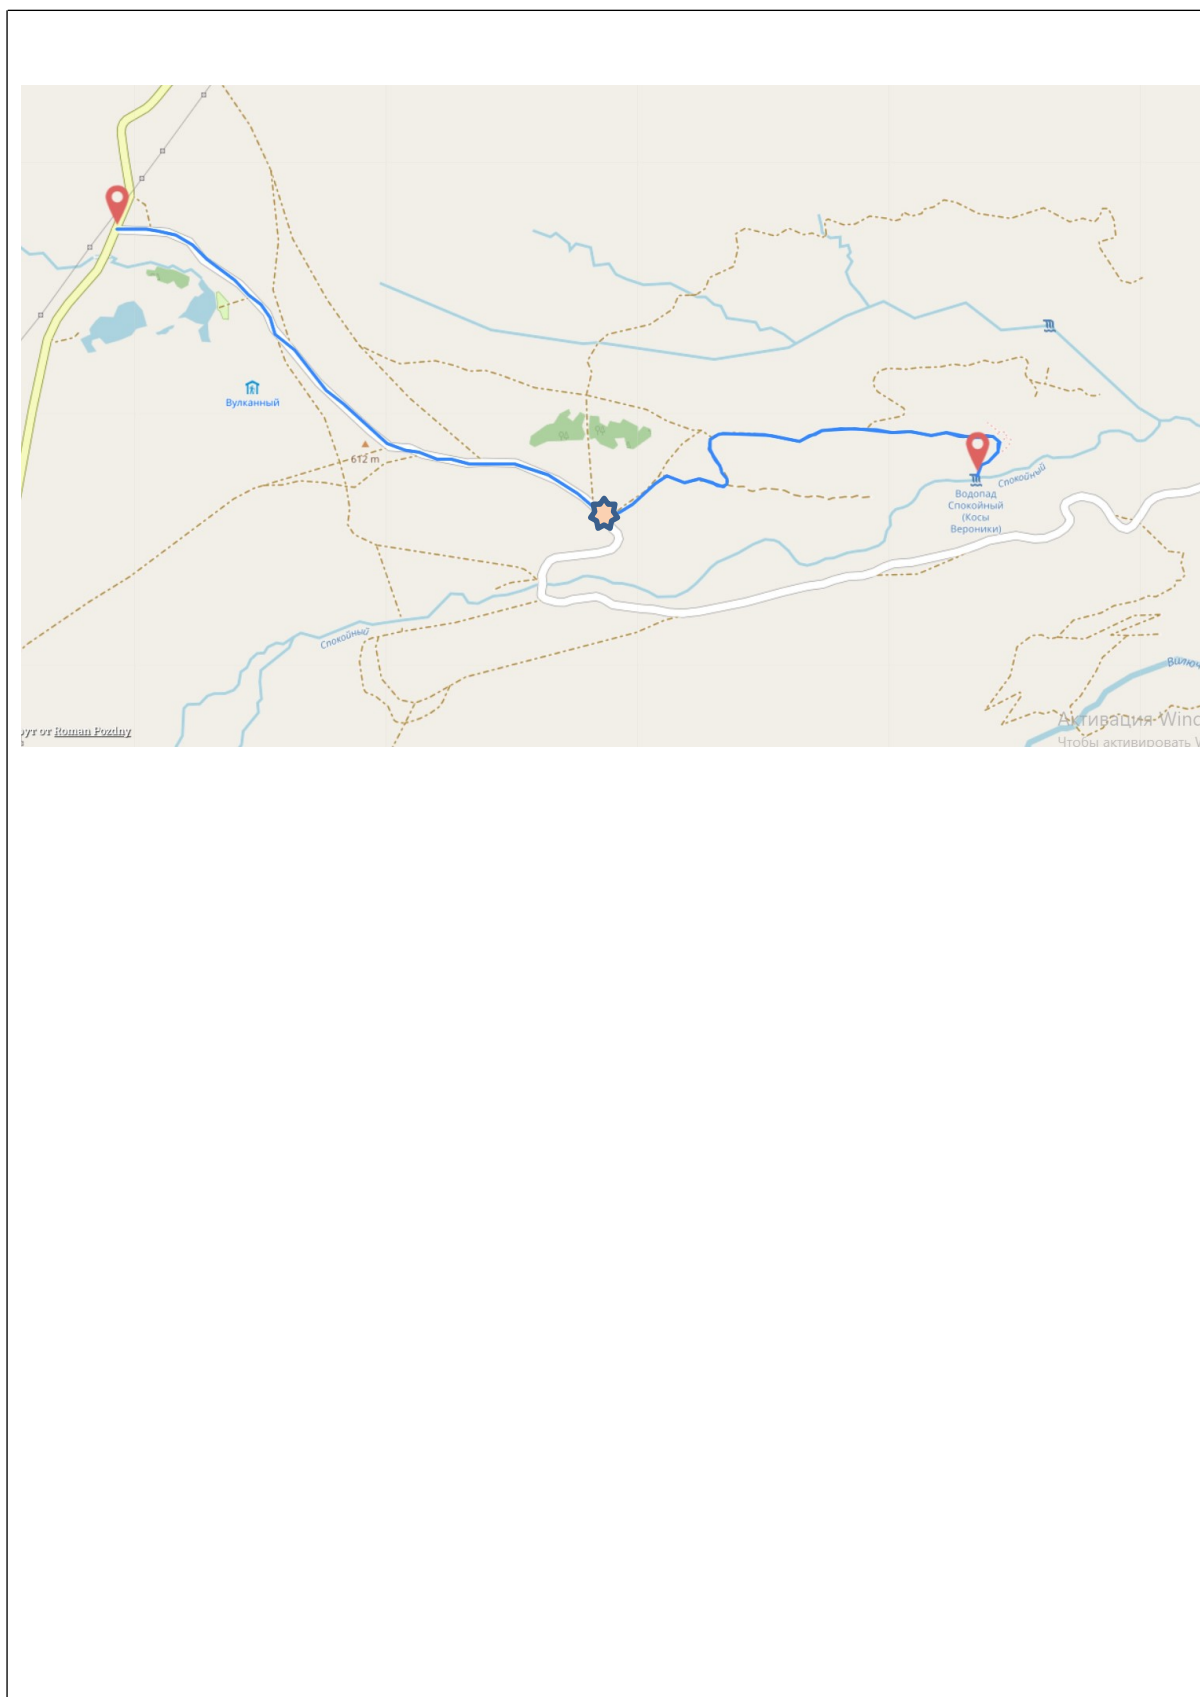 Вулканный
612 m
Спокойный
Водопад
Спокойный
(Косы
Вероники)
Спокойный
Вилюч
Активация Winc
Чтобы активировать V
ут от Roman Pozdny